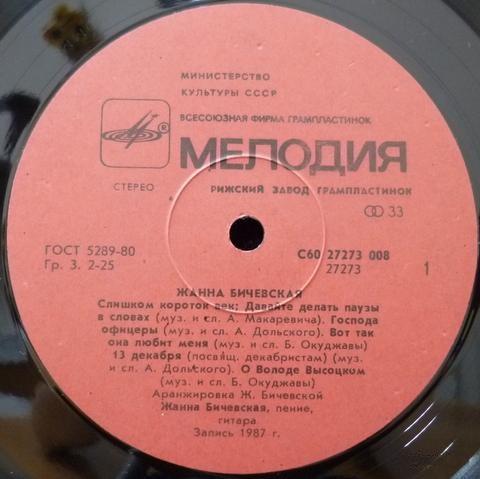 МИНИСТЕРСТВО
КУЛЬТУРЫ СССР
ВСЕСОЮЗНАЯ ФИРМА ГРАМПЛАСТИНОК
® МЕЛОДИЯ
СТЕРЕО РИЖСКИЙ ЗАВОД ГРАМПЛАСТИНОК
33
ГОСТ 5289-80 С60 27273 008
Гр. 3. 2-25 27273 1
ЖАННА БИЧЕВСКАЯ
Слишком короток век; Давайте делать паузы
в словах (муз. и сл. А. Макаревича). Господа
офицеры (муз. и сл. А. Дольского). Вот так
она любит меня (муз. и сл. Б. Окуджавы)
13 декабря (посвящ. декабристам) (муз.
и сл. А. Дольского). О Володе Высоцком
(муз. и сл. Б. Окуджавы)
Аранжировка Ж. Бичевской
Жанна Бичевская, пение,
гитара
Запись 1987 г.